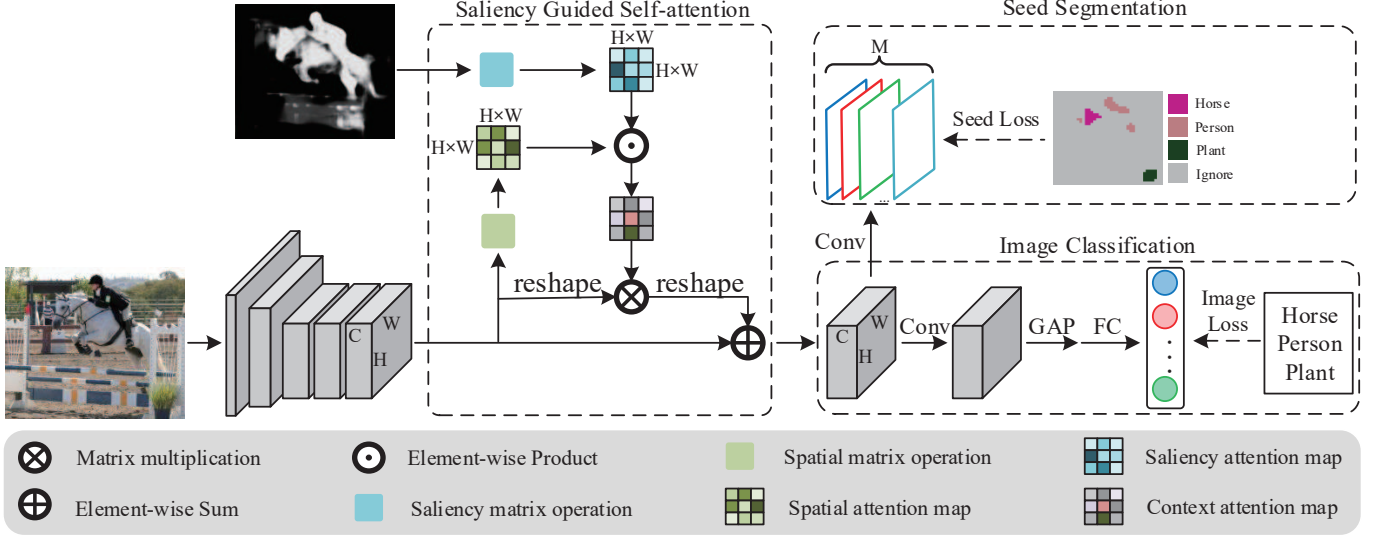 Saliency Guided Self-attention
Seed Segmentation
H×W
H×W
M
H×W
H×W
Seed Loss
Horse
Person
Plant
Ignore
...
Conv
Image Classification
reshape
reshape
C
W
H
C
W
H
Conv
GAP
FC
Image
Loss
Horse
Person
Plant
Matrix multiplication
Element-wise Product
Spatial matrix operation
Saliency attention map
Element-wise Sum
Saliency matrix operation
Spatial attention map
Context attention map